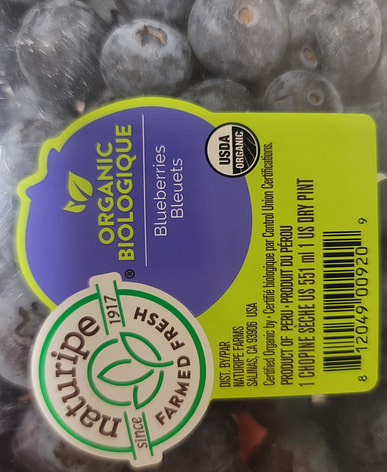 ORGANIC
BIOLOGIQUE®
Blueberries
Bleuets
USDA
ORGANIC
naturipe
since 1917
FARMED FRESH
DIST. BY/PAR
NATURIPE FARMS
SALINAS, CA 93906 USA
Certified Organic by • Certifié biologique par Control Union Certifications.
PRODUCT OF PERU • PRODUIT DU PÉROU
1 CHOPINE SÈCHE US 551 ml 1 US DRY PINT
8 12049 00920 9